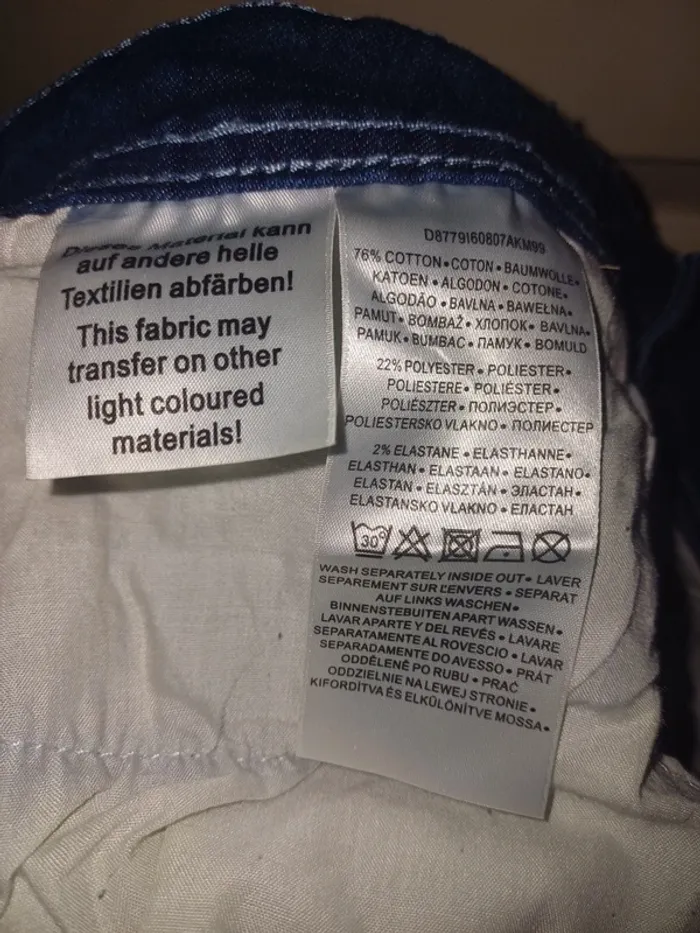 Dieses Material kann
auf andere helle
Textilien abfärben!
This fabric may
transfer on other
light coloured
materials!
D8779I60807AKM99
76% COTTON • COTON • BAUMWOLLE •
KATOEN • ALGODON • COTONE •
ALGODÃO • BAVLNA • BAWEŁNA •
PAMUT • BOMBAŽ • ХЛОПОК • BAVLNA •
PAMUK • BUMBAC • ПАМУК • BOMULD
22% POLYESTER • POLIESTER •
POLIESTERE • POLIÉSTER •
POLIÉSZTER • ПОЛИЭСТЕР •
POLIESTERSKO VLAKNO • ПОЛИЕСТЕР
2% ELASTANE • ELASTHANNE •
ELASTHAN • ELASTAAN • ELASTANO •
ELASTAN • ELASZTÁN • ЭЛАСТАН •
ELASTANSKO VLAKNO • ЕЛАСТАН
30°
WASH SEPARATELY INSIDE OUT • LAVER
SEPAREMENT SUR L'ENVERS • SEPARAT
AUF LINKS WASCHEN •
BINNENSTEBUITEN APART WASSEN •
LAVAR APARTE Y DEL REVÉS • LAVARE
SEPARATAMENTE AL ROVESCIO • LAVAR
SEPARADAMENTE DO AVESSO • PRÁT
ODDĚLENĚ PO RUBU • PRAĆ
ODDZIELNIE NA LEWEJ STRONIE •
KIFORDÍTVA ÉS ELKÜLÖNÍTVE MOSSA •